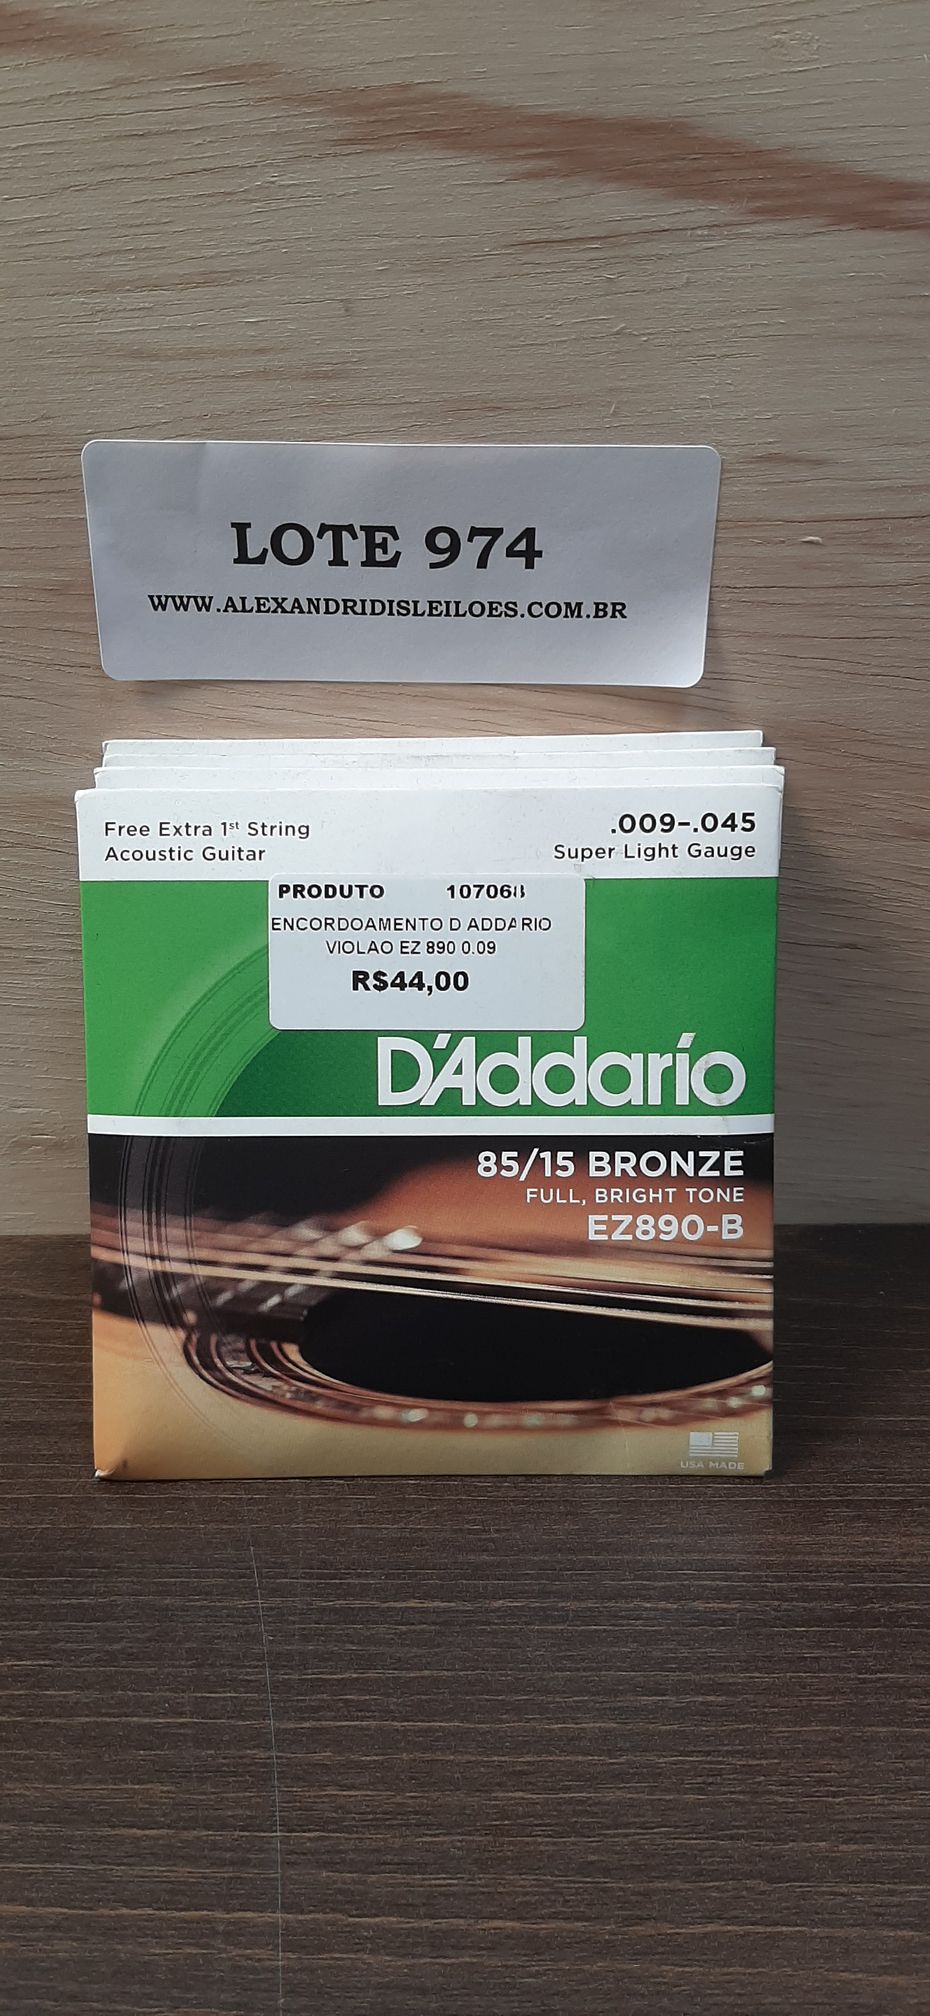 LOTE 974
WWW.ALEXANDRIDISLEILOES.COM.BR
Free Extra 1st String
Acoustic Guitar
.009–.045
Super Light Gauge
PRODUTO 107068
ENCORDOAMENTO D ADDARIO
VIOLAO EZ 890 0.09
R$44,00
D'Addario
85/15 BRONZE
FULL, BRIGHT TONE
EZ890-B
USA MADE